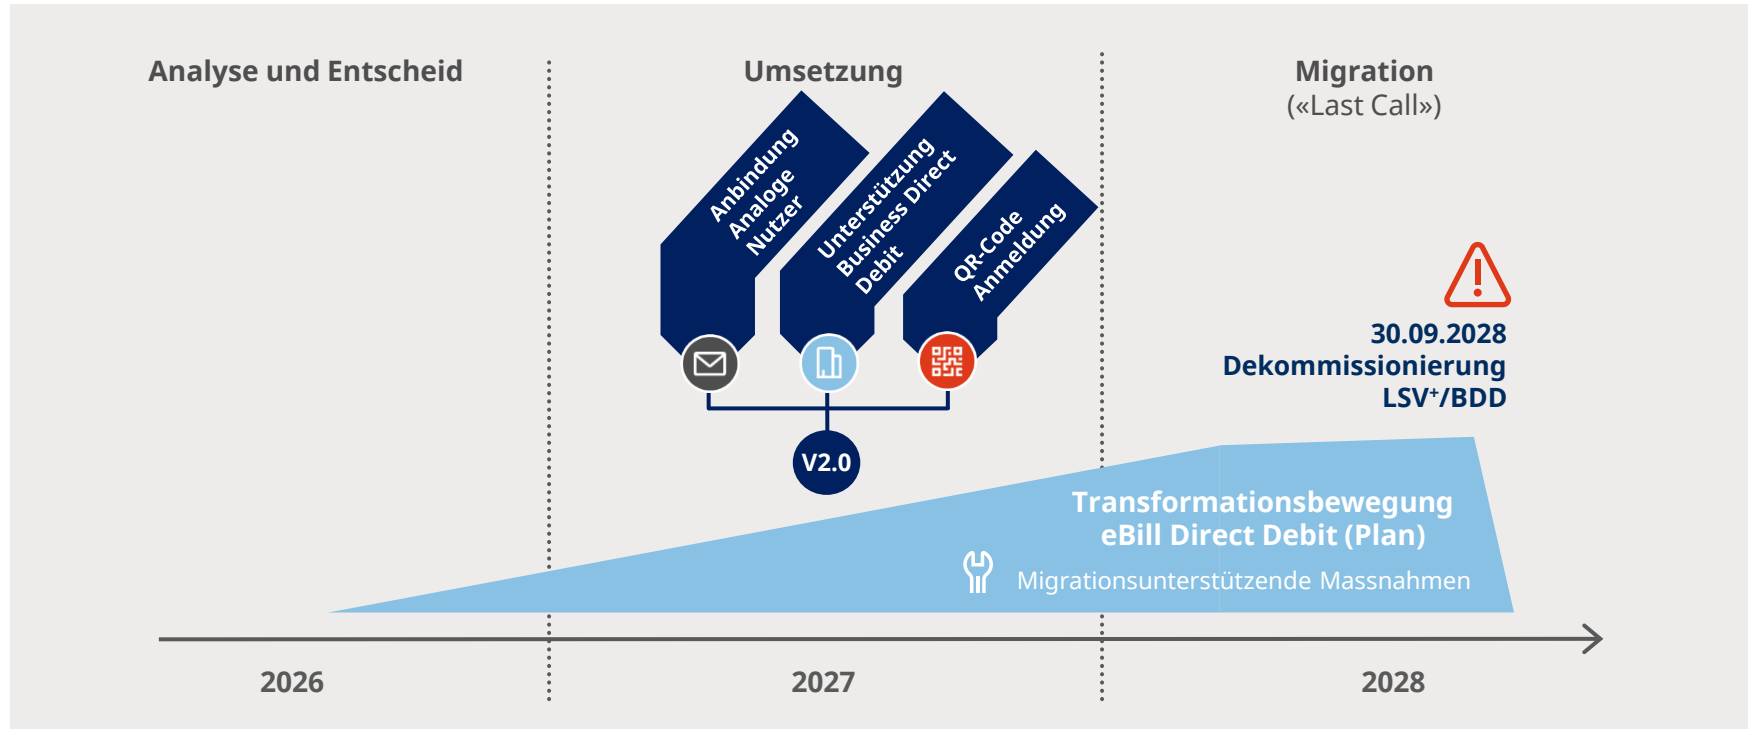 Analyse und Entscheid
Umsetzung
Migration
(«Last Call»)
Anbindung
Analoge
Nutzer
Unterstützung
Business Direct
Debit
QR-Code
Anmeldung
V2.0
30.09.2028
Dekommissionierung
LSV⁺/BDD
Transformationsbewegung
eBill Direct Debit (Plan)
Migrationsunterstützende Massnahmen
2026
2027
2028